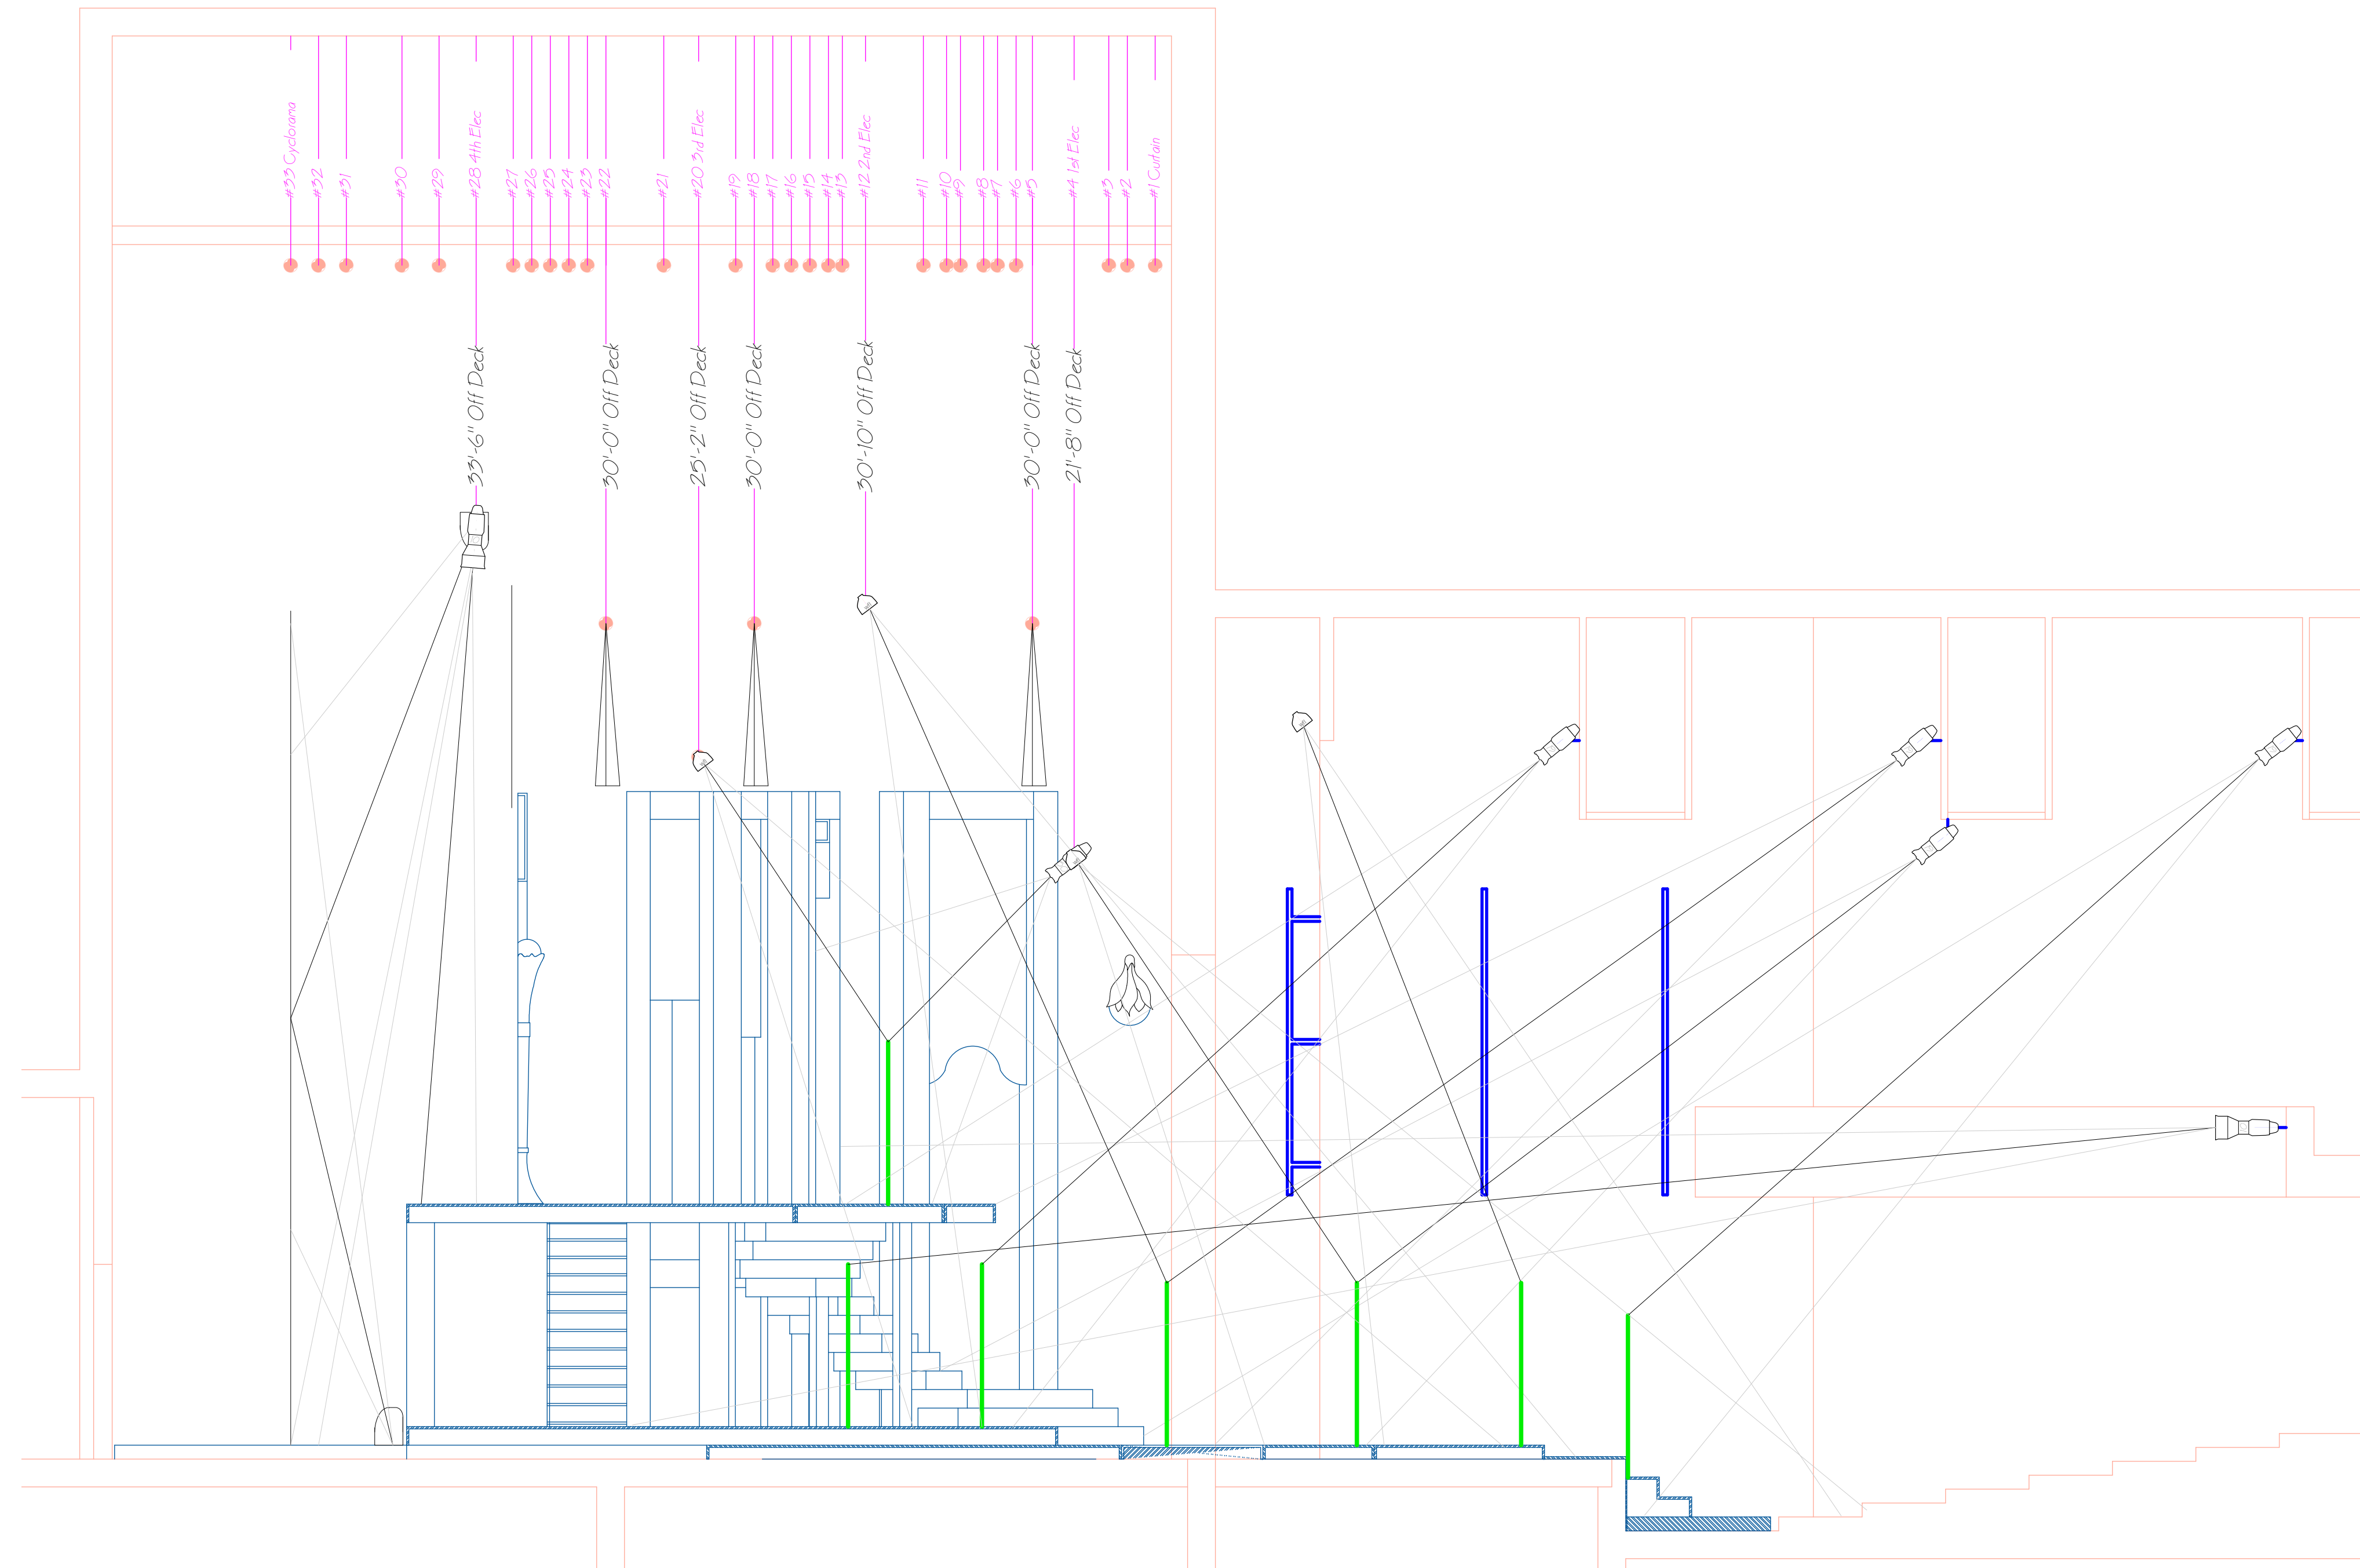 #33 Cyclorama
#32
#31
#30
#29
#28 4th Elec
#27
#26
#25
#24
#23
#22
#21
#20 3rd Elec
#19
#18
#17
#16
#15
#14
#13
#12 2nd Elec
#11
#10
#9
#8
#7
#6
#5
#4 1st Elec
#3
#2
#1 Curtain
33'-6" Off Deck
30'-0" Off Deck
25'-2" Off Deck
30'-0" Off Deck
30'-10" Off Deck
30'-0" Off Deck
21'-8" Off Deck